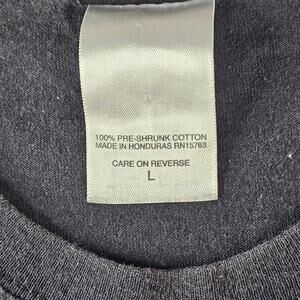 100% PRE-SHRUNK COTTON
MADE IN HONDURAS RN15763
CARE ON REVERSE
L